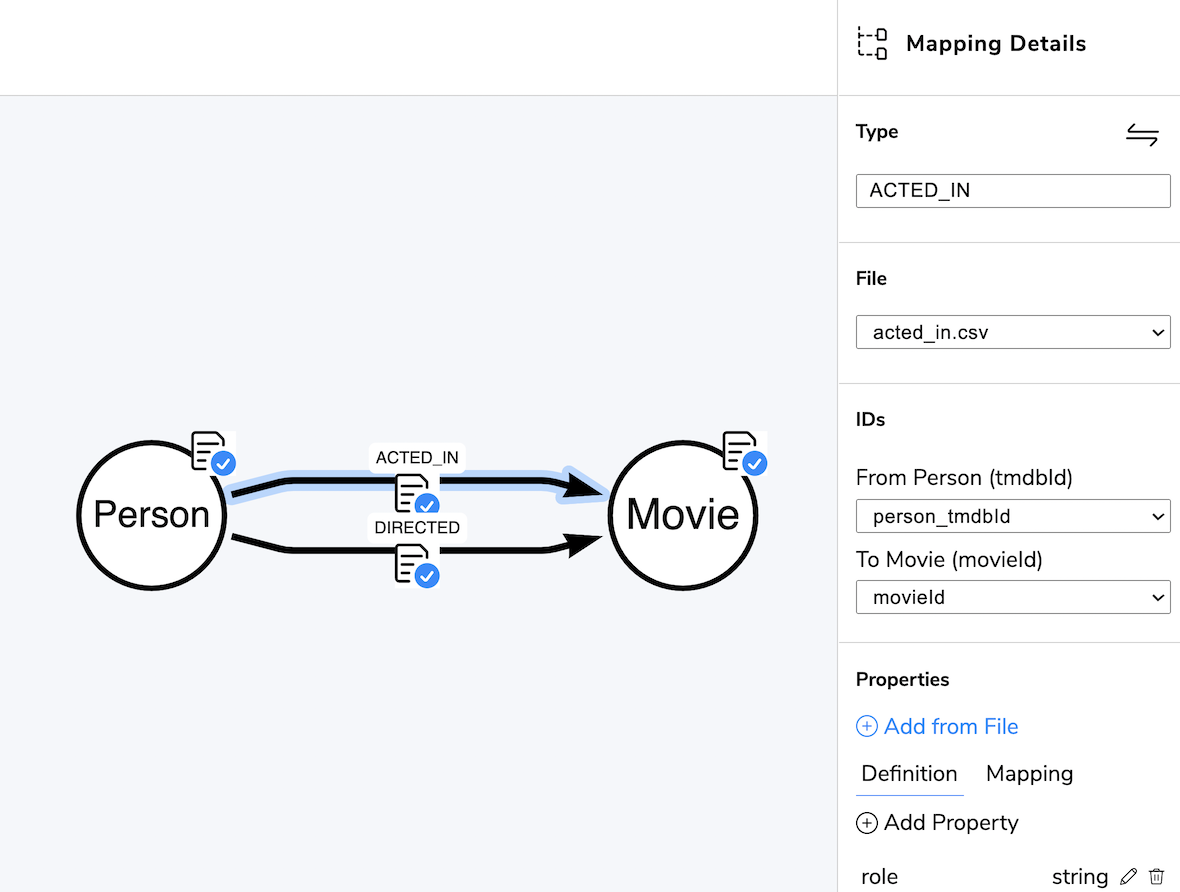 Mapping Details
Type
ACTED_IN
File
acted_in.csv
IDs
From Person (tmdbId)
person_tmdbId
To Movie (movieId)
movieId
Properties
Add from File
Definition Mapping
Add Property
role string
Person
ACTED_IN
DIRECTED
Movie